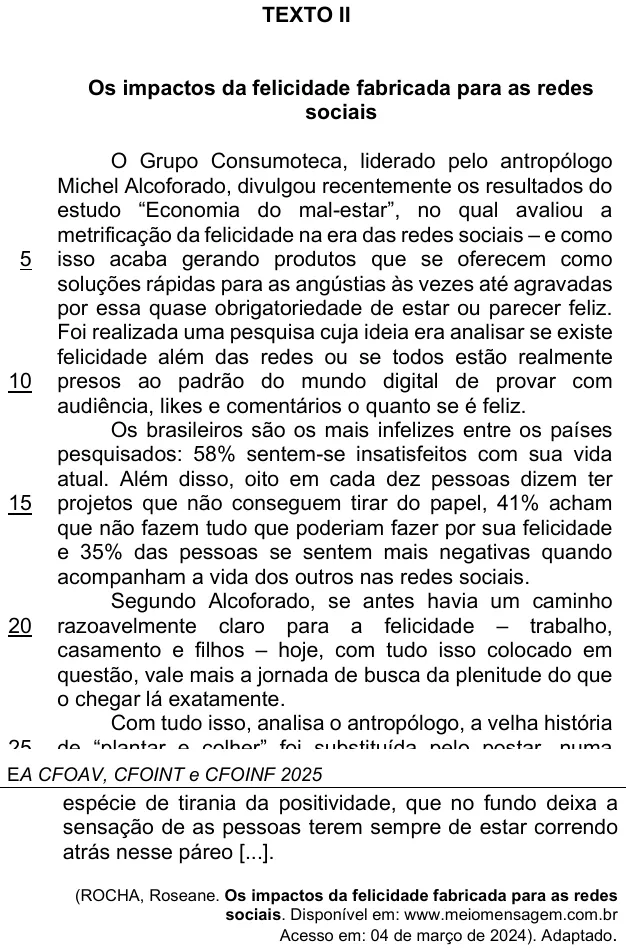 TEXTO II
Os impactos da felicidade fabricada para as redes
sociais
O Grupo Consumoteca, liderado pelo antropólogo
Michel Alcoforado, divulgou recentemente os resultados do
estudo “Economia do mal-estar”, no qual avaliou a
metrificação da felicidade na era das redes sociais – e como
5 isso acaba gerando produtos que se oferecem como
soluções rápidas para as angústias às vezes até agravadas
por essa quase obrigatoriedade de estar ou parecer feliz.
Foi realizada uma pesquisa cuja ideia era analisar se existe
felicidade além das redes ou se todos estão realmente
10 presos ao padrão do mundo digital de provar com
audiência, likes e comentários o quanto se é feliz.
Os brasileiros são os mais infelizes entre os países
pesquisados: 58% sentem-se insatisfeitos com sua vida
atual. Além disso, oito em cada dez pessoas dizem ter
15 projetos que não conseguem tirar do papel, 41% acham
que não fazem tudo que poderiam fazer por sua felicidade
e 35% das pessoas se sentem mais negativas quando
acompanham a vida dos outros nas redes sociais.
Segundo Alcoforado, se antes havia um caminho
20 razoavelmente claro para a felicidade – trabalho,
casamento e filhos – hoje, com tudo isso colocado em
questão, vale mais a jornada de busca da plenitude do que
o chegar lá exatamente.
Com tudo isso, analisa o antropólogo, a velha história
25 de “plantar e colher” foi substituída pelo postar, numa
EA CFOAV, CFOINT e CFOINF 2025
espécie de tirania da positividade, que no fundo deixa a
sensação de as pessoas terem sempre de estar correndo
atrás nesse páreo [...].
(ROCHA, Roseane. Os impactos da felicidade fabricada para as redes
sociais. Disponível em: www.meiomensagem.com.br
Acesso em: 04 de março de 2024). Adaptado.